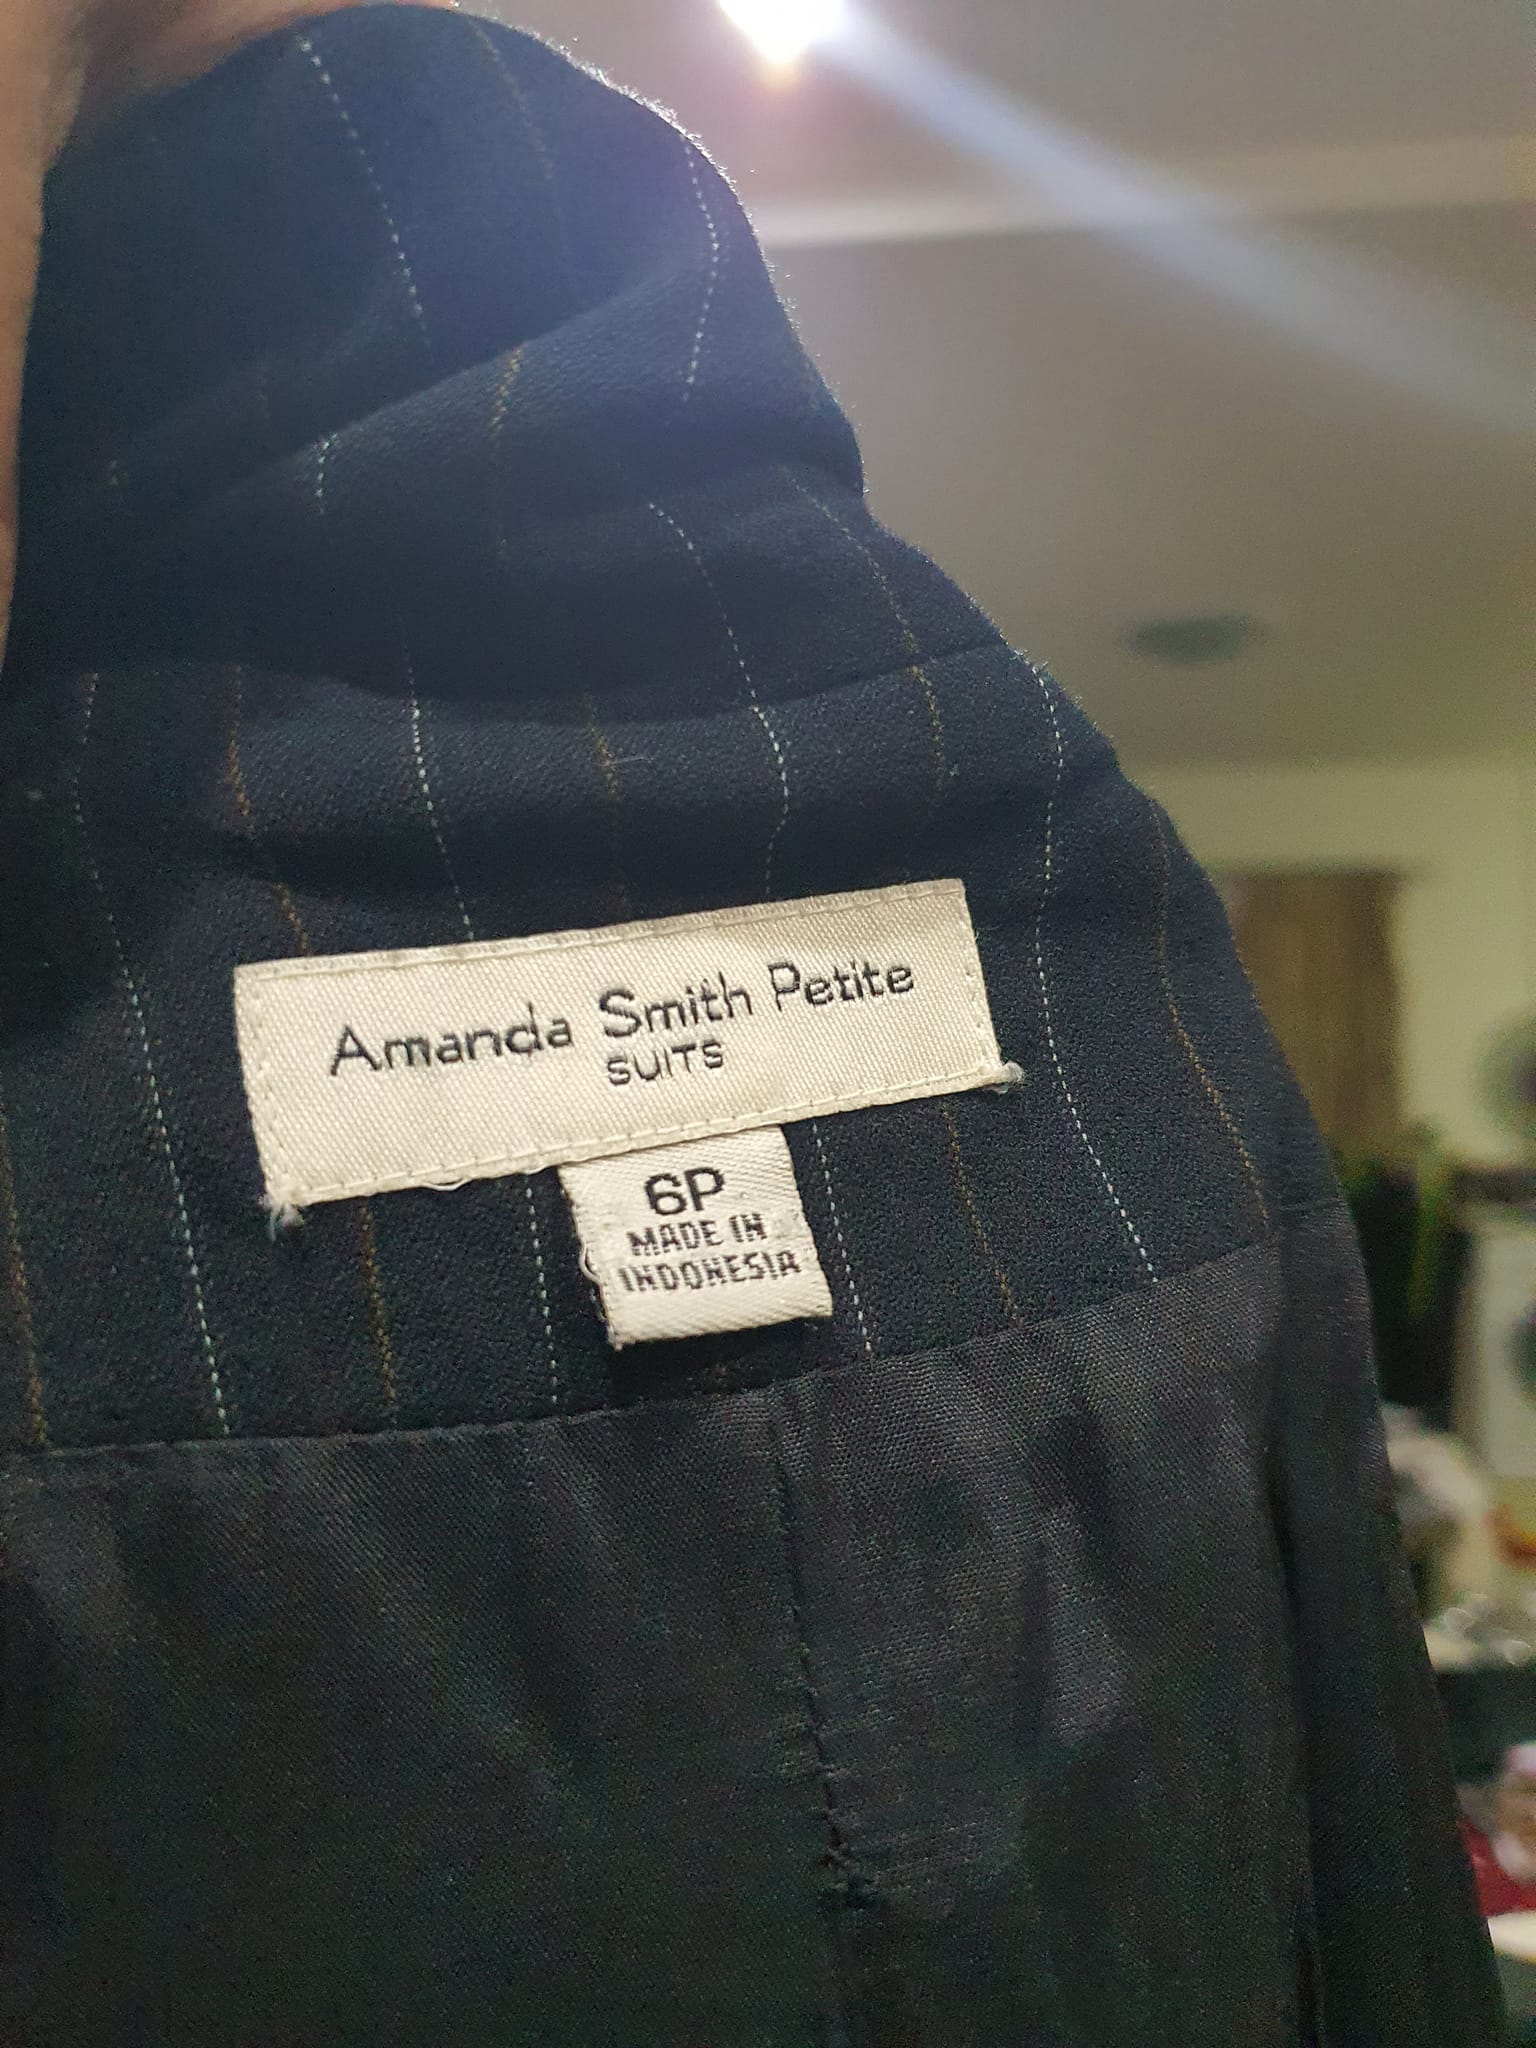 Amanda Smith Petite
SUITS
6P
MADE IN
INDONESIA